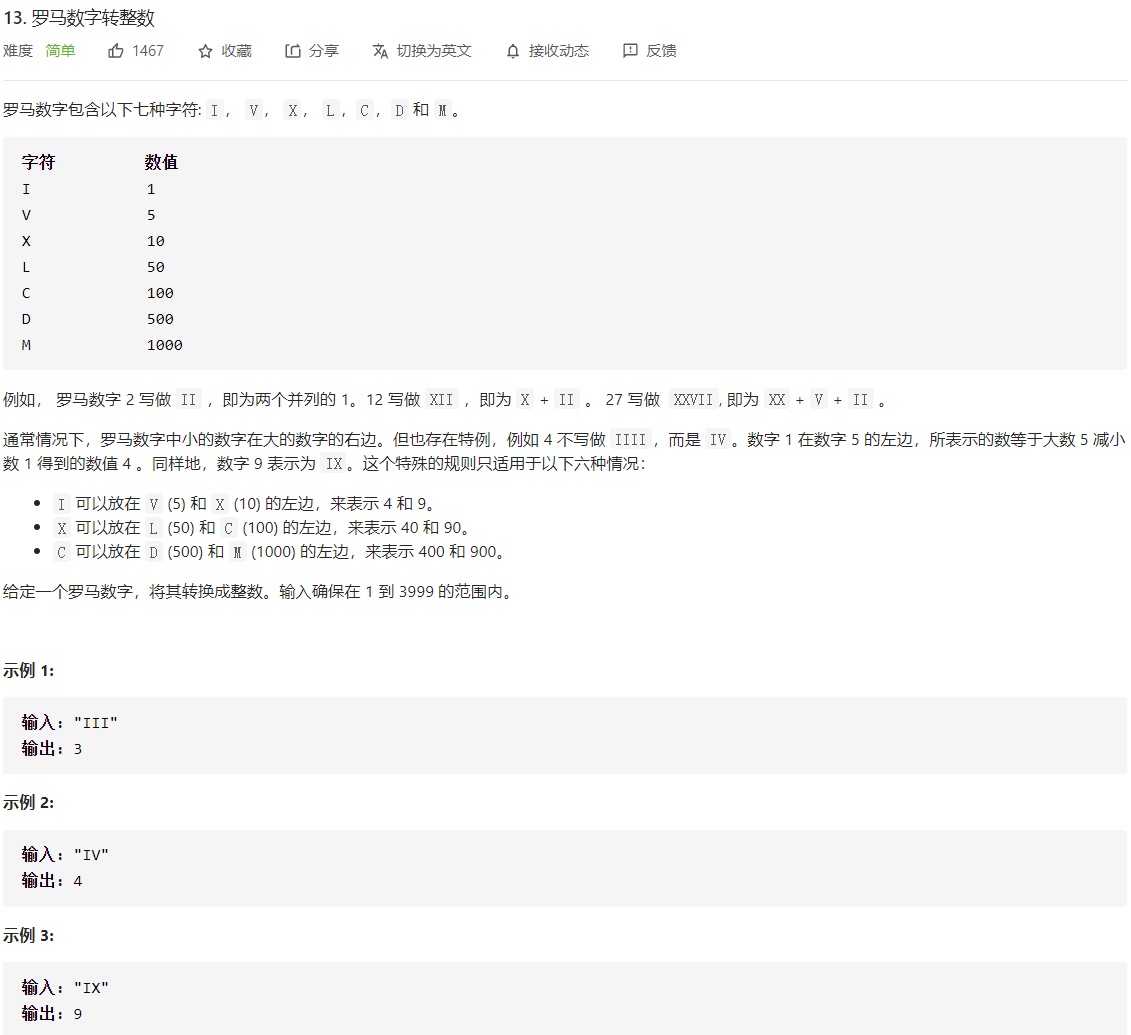 13. 罗马数字转整数
难度 简单 1467 收藏 分享 切换为英文 接收动态 反馈
罗马数字包含以下七种字符: I， V， X， L，C，D 和 M。
字符 数值
I 1
V 5
X 10
L 50
C 100
D 500
M 1000
例如， 罗马数字 2 写做 II ，即为两个并列的 1。12 写做 XII ，即为 X + II 。 27 写做 XXVII, 即为 XX + V + II 。
通常情况下，罗马数字中小的数字在大的数字的右边。但也存在特例，例如 4 不写做 IIII，而是 IV。数字 1 在数字 5 的左边，所表示的数等于大数 5 减小
数 1 得到的数值 4 。同样地，数字 9 表示为 IX。这个特殊的规则只适用于以下六种情况：
• I 可以放在 V (5) 和 X (10) 的左边，来表示 4 和 9。
• X 可以放在 L (50) 和 C (100) 的左边，来表示 40 和 90。
• C 可以放在 D (500) 和 M (1000) 的左边，来表示 400 和 900。
给定一个罗马数字，将其转换成整数。输入确保在 1 到 3999 的范围内。
示例 1:
输入: "III"
输出: 3
示例 2:
输入: "IV"
输出: 4
示例 3:
输入: "IX"
输出: 9